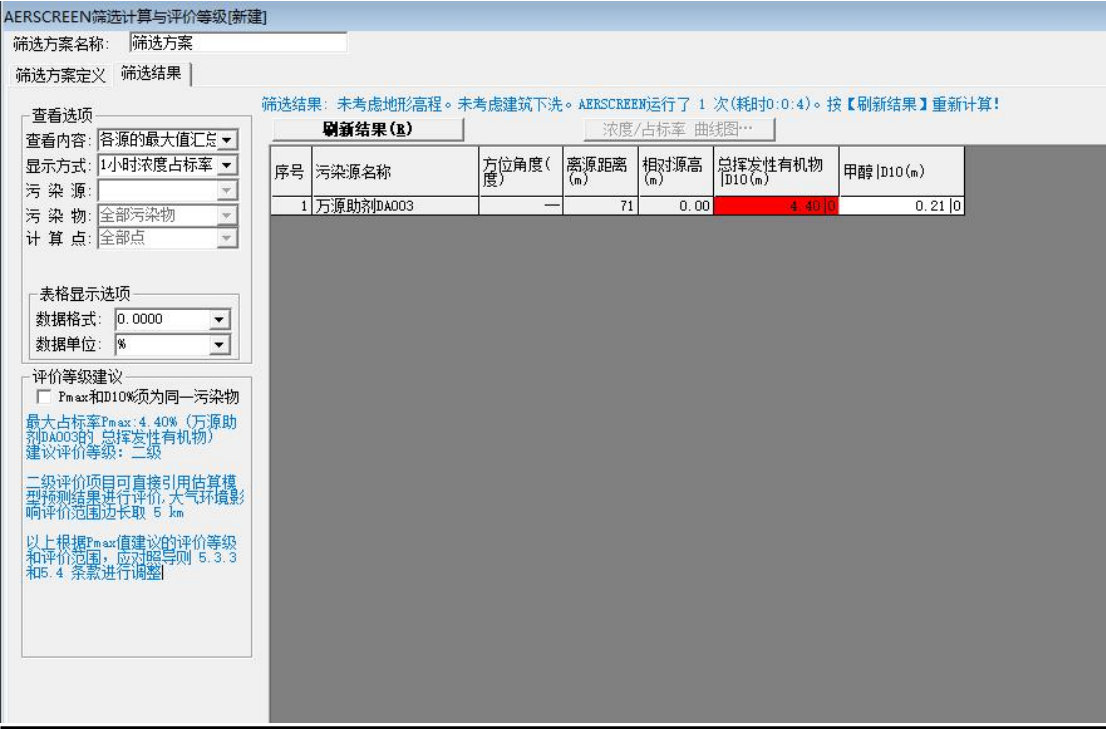 AERSCREEN筛选计算与评价等级[新建]
筛选方案名称: 筛选方案
筛选方案定义 筛选结果
筛选结果: 未考虑地形高程。未考虑建筑下洗。AERSCREEN运行了 1 次(耗时0:0:4)。按【刷新结果】重新计算!
查看选项
查看内容: 各源的最大值汇总
显示方式: 1小时浓度占标率
污 染 源:
污 染 物: 全部污染物
计 算 点: 全部点
表格显示选项
数据格式: 0.0000
数据单位: %
评价等级建议
Pmax和D10%须为同一污染物
最大占标率Pmax:4.40% (万源助
剂DA003的 总挥发性有机物)
建议评价等级: 二级
二级评价项目可直接引用估算模
型预测结果进行评价,大气环境影
响评价范围边长取 5 km
以上根据Pmax值建议的评价等级
和评价范围，应对照导则 5.3.3
和5.4 条款进行调整
刷新结果(R) 浓度/占标率 曲线图…
序号 污染源名称 方位角度(度) 离源距离(m) 相对源高(m) 总挥发性有机物|D10(m) 甲醇|D10(m)
1 万源助剂DA003 — 71 0.00 4.40|0 0.21|0